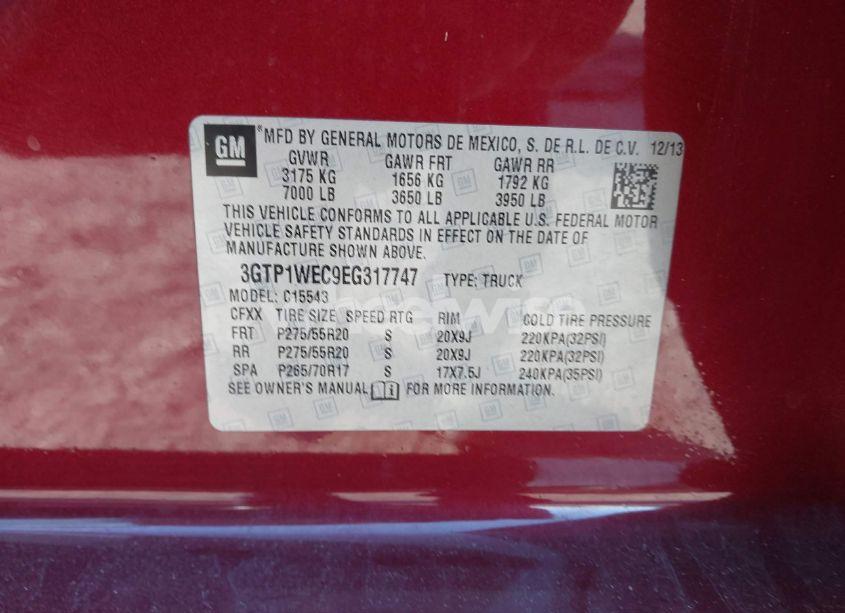 GM
*MFD BY GENERAL MOTORS DE MEXICO, S. DE R.L. DE C.V. 12/13
GVWR GAWR FRT GAWR RR
3175 KG 1656 KG 1792 KG
7000 LB 3650 LB 3950 LB
THIS VEHICLE CONFORMS TO ALL APPLICABLE U.S. FEDERAL MOTOR
VEHICLE SAFETY STANDARDS IN EFFECT ON THE DATE OF
MANUFACTURE SHOWN ABOVE.
3GTP1WEC9EG317747 TYPE: TRUCK
MODEL: C15543
CFXX TIRE SIZE SPEED RTG RIM COLD TIRE PRESSURE
FRT P275/55R20 S 20X9J 220KPA(32PSI)
RR P275/55R20 S 20X9J 220KPA(32PSI)
SPA P265/70R17 S 17X7.5J 240KPA(35PSI)
SEE OWNER'S MANUAL FOR MORE INFORMATION.